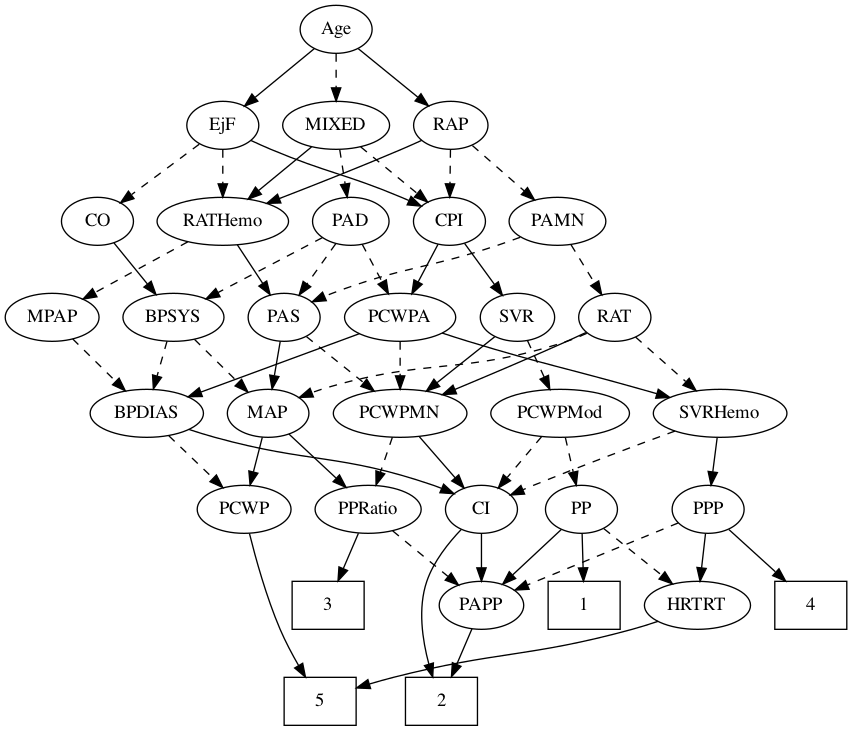 Age
EjF
MIXED
RAP
CO
RATHemo
PAD
CPI
PAMN
MPAP
BPSYS
PAS
PCWPA
SVR
RAT
BPDIAS
MAP
PCWPMN
PCWPMod
SVRHemo
PCWP
PPRatio
CI
PP
PPP
3
PAPP
1
HRTRT
4
5
2